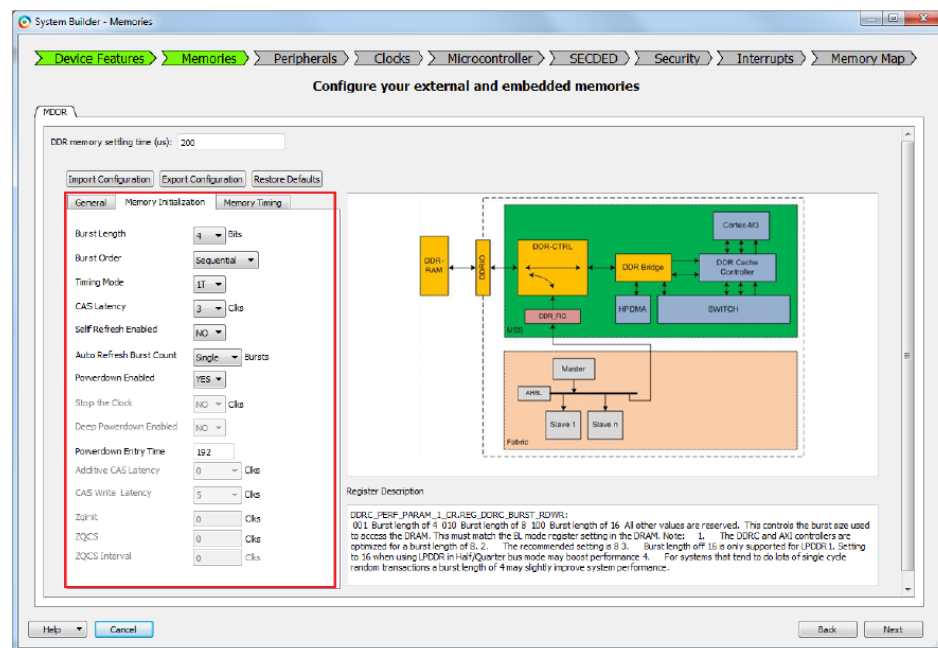 System Builder - Memories
Device Features Memories Peripherals Clocks Microcontroller SECDED Security Interrupts Memory Map
Configure your external and embedded memories
MDDR
DDR memory settling time (us): 200
Import Configuration Export Configuration Restore Defaults
General Memory Initialization Memory Timing
Burst Length 4 Bits
Burst Order Sequential
Timing Mode 1T
CAS Latency 3 Clks
Self Refresh Enabled NO
Auto Refresh Burst Count Single Bursts
Powerdown Enabled YES
Stop the Clock NO Clks
Deep Powerdown Enabled NO
Powerdown Entry Time 192
Additive CAS Latency 0 Clks
CAS Write Latency 5 Clks
Zqinit 0 Clks
ZQCS 0 Clks
ZQCS Interval 0 Clks
Cortex-M3
DDR-RAM
DDRIO
DDR-CTRL
DDR Bridge
DDR Cache Controller
DDR_FIC
HPDMA
SWITCH
MSS
Master
AHBL
Slave 1
Slave n
Fabric
Register Description
DDRC_PERF_PARAM_1_CR.REG_DDRC_BURST_RDWR:
001 Burst length of 4 010 Burst length of 8 100 Burst length of 16 All other values are reserved. This controls the burst size used
to access the DRAM. This must match the BL mode register setting in the DRAM. Note: 1. The DDRC and AXI controllers are
optimized for a burst length of 8. 2. The recommended setting is 8 3. Burst length off 16 is only supported for LPDDR1. Setting
to 16 when using LPDDR in Half/Quarter bus mode may boost performance 4. For systems that tend to do lots of single cycle
random transactions a burst length of 4 may slightly improve system performance.
Help Cancel Back Next